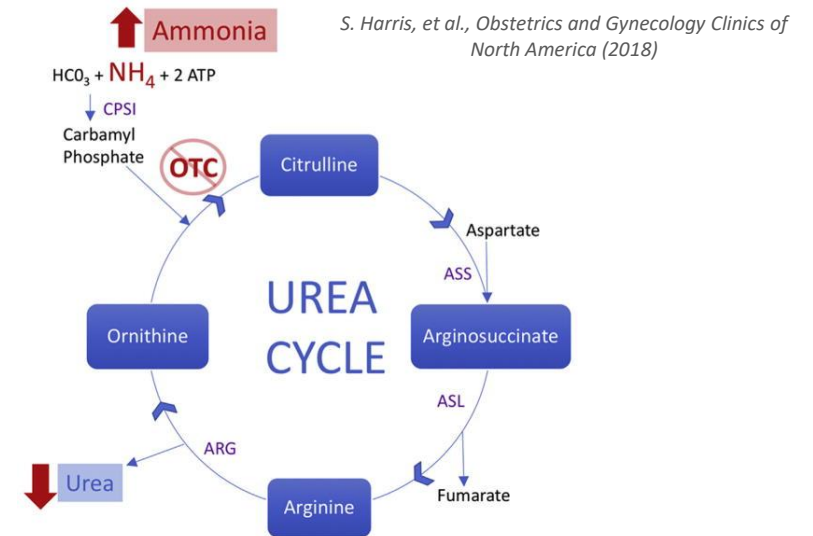 S. Harris, et al., Obstetrics and Gynecology Clinics of
North America (2018)
Ammonia
HC0₃ + NH₄ + 2 ATP
CPSI
Carbamyl
Phosphate
OTC
Citrulline
Aspartate
ASS
UREA
CYCLE
Ornithine
Arginosuccinate
ASL
ARG
Urea
Fumarate
Arginine